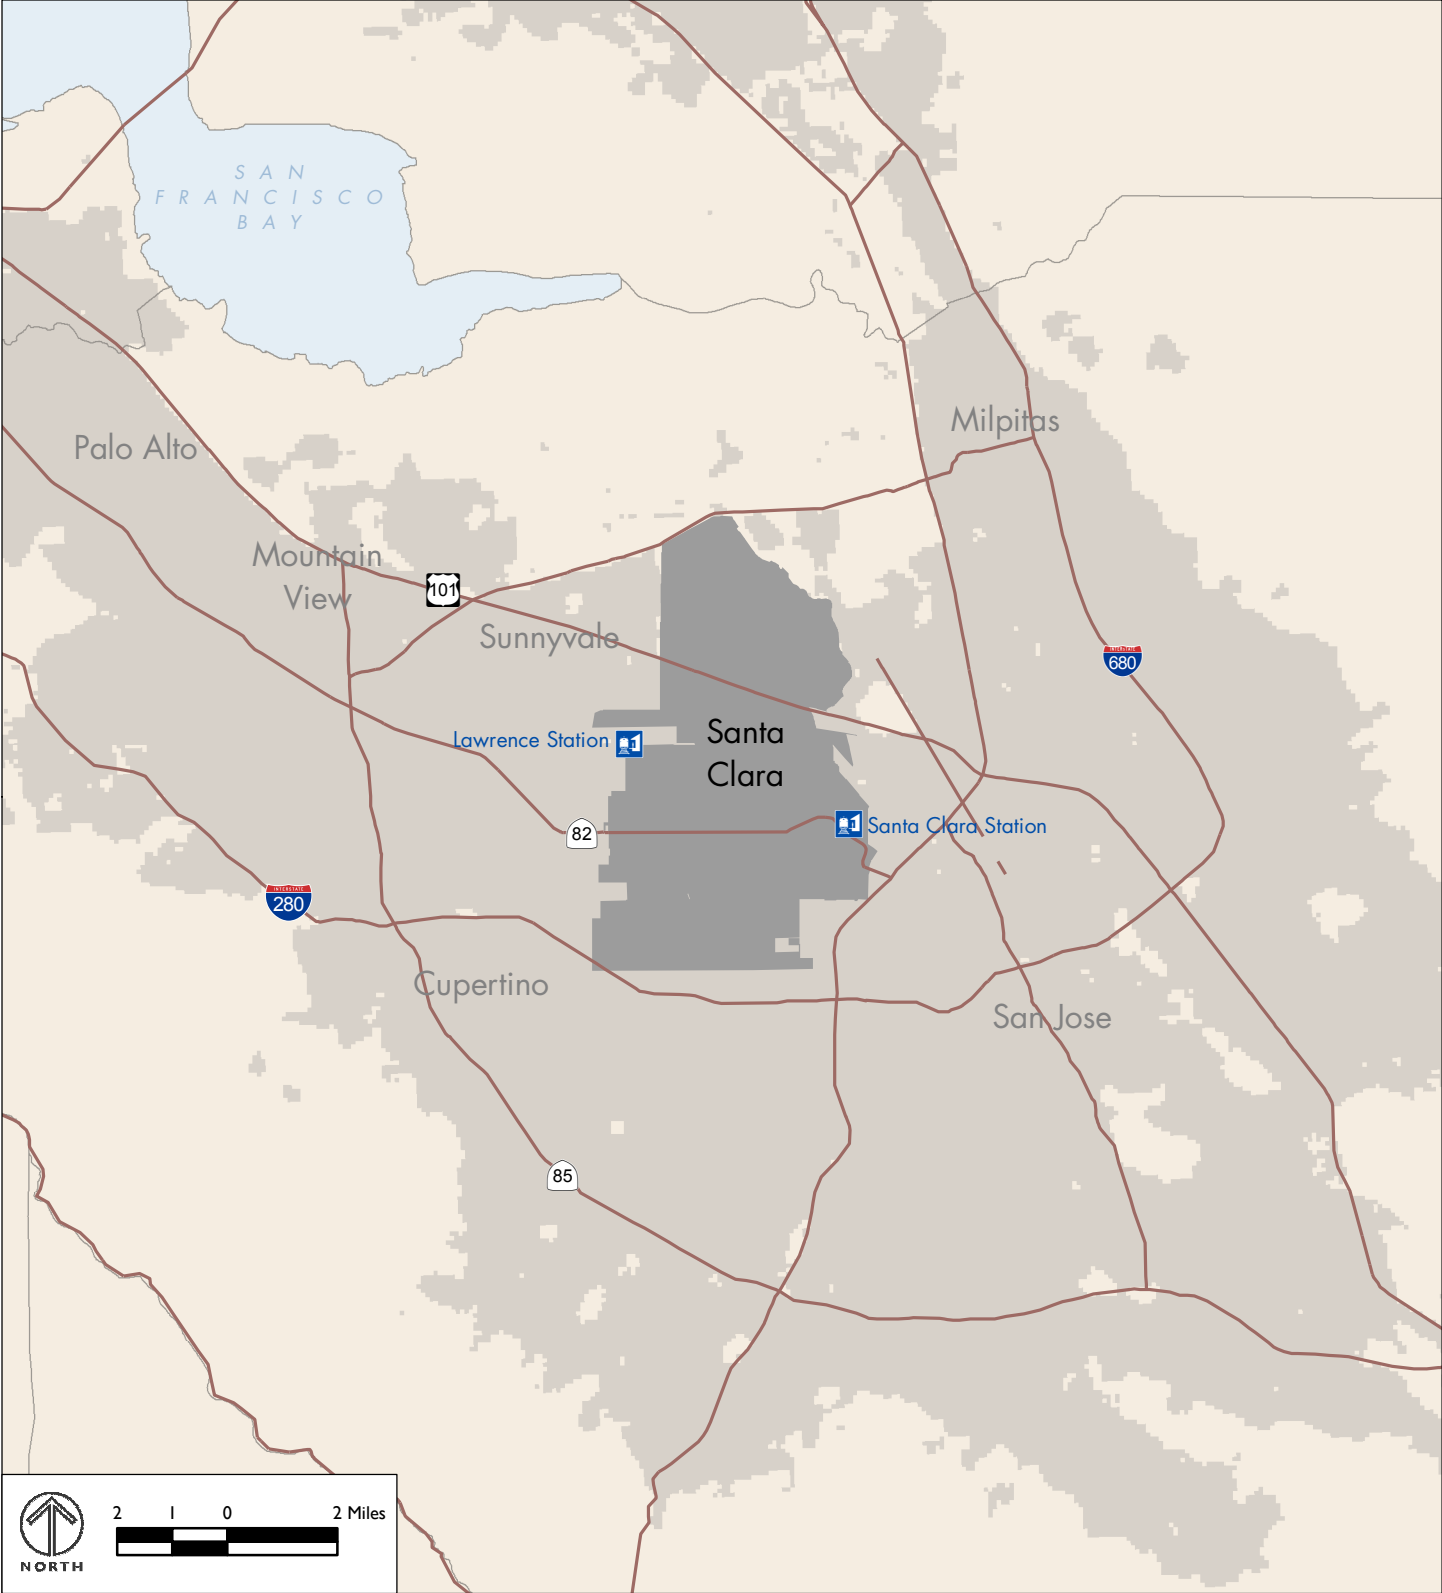 SAN
FRANCISCO
BAY
Milpitas
Palo Alto
Mountain
View
101
Sunnyvale
INTERSTATE
680
Lawrence Station
Santa
Clara
82
Santa Clara Station
INTERSTATE
280
Cupertino
San Jose
85
2 1 0 2 Miles
NORTH